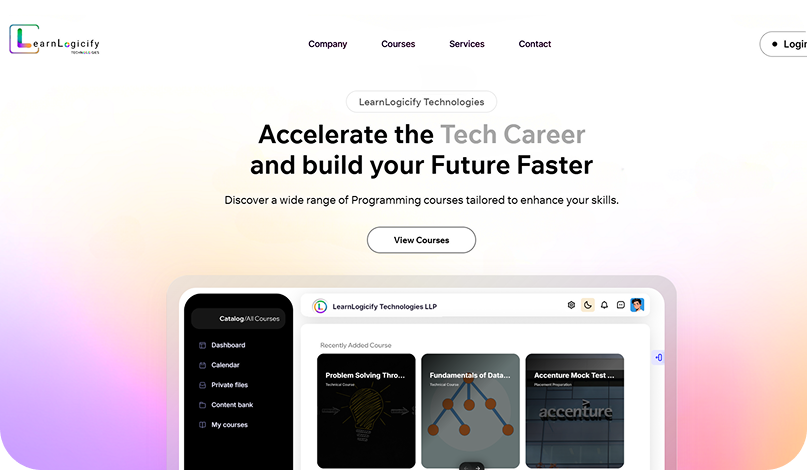 LearnLogicify
TECHNOLOGIES
Company
Courses
Services
Contact
Login
LearnLogicify Technologies
Accelerate the Tech Career
and build your Future Faster
Discover a wide range of Programming courses tailored to enhance your skills.
View Courses
Catalog/All Courses
Dashboard
Calendar
Private files
Content bank
My courses
L
LearnLogicify Technologies LLP
Recently Added Course
Problem Solving Thro...
Technical Course
Fundamentals of Data...
Technical Course
Accenture Mock Test ...
Placement Preparation
accenture